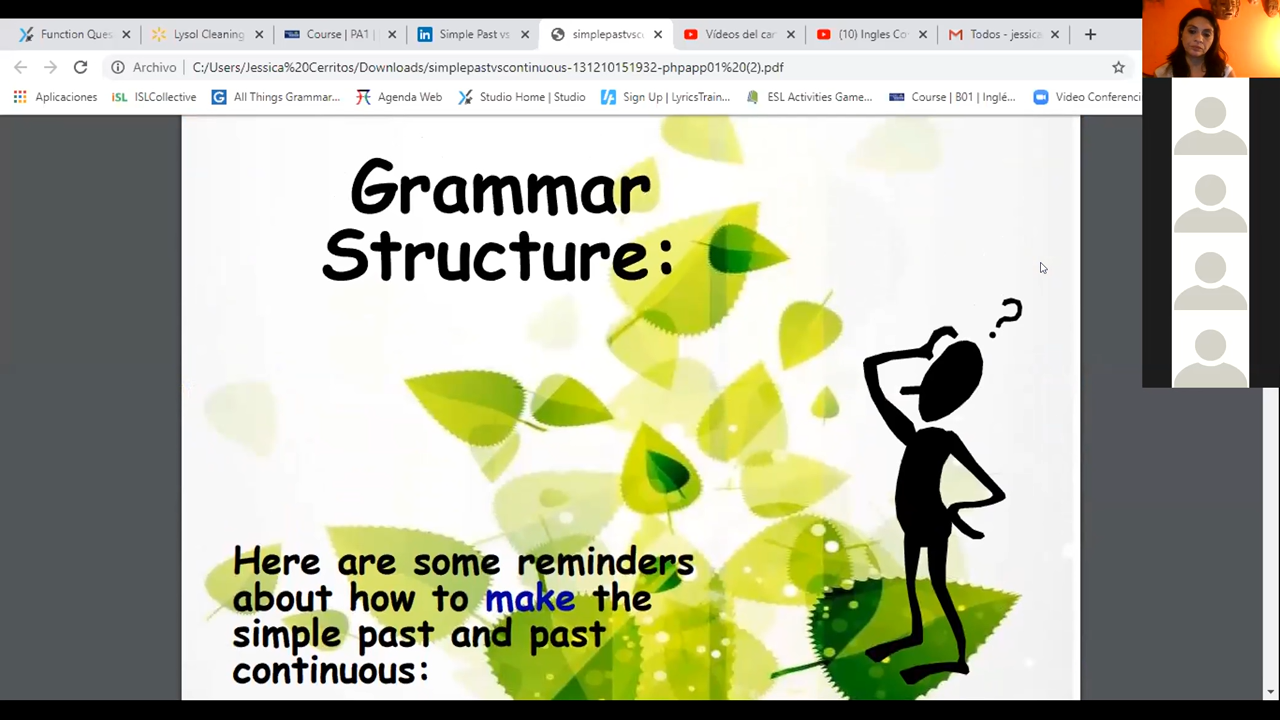 Function Ques
Lysol Cleaning
Course | PA1 |
Simple Past vs
simplepastvsc
Vídeos del car
(10) Ingles Co
Todos - jessica
Archivo
C:/Users/Jessica%20Cerritos/Downloads/simplepastvscontinuous-131210151932-phpapp01%20(2).pdf
Aplicaciones
iSL ISLCollective
All Things Grammar...
Agenda Web
Studio Home | Studio
Sign Up | LyricsTrain...
ESL Activities Game...
Course | B01 | Inglé...
Video Conferenci
Grammar
Structure:
?
Here are some reminders
about how to make the
simple past and past
continuous: